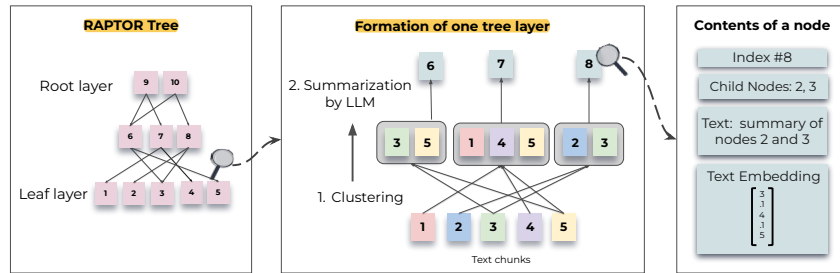 RAPTOR Tree
Root layer
9 10
6 7 8
Leaf layer
1 2 3 4 5
Formation of one tree layer
6 7 8
2. Summarization
by LLM
3 5 1 4 5 2 3
1. Clustering
1 2 3 4 5
Text chunks
Contents of a node
Index #8
Child Nodes: 2, 3
Text: summary of
nodes 2 and 3
Text Embedding
3
.1
4
.1
5